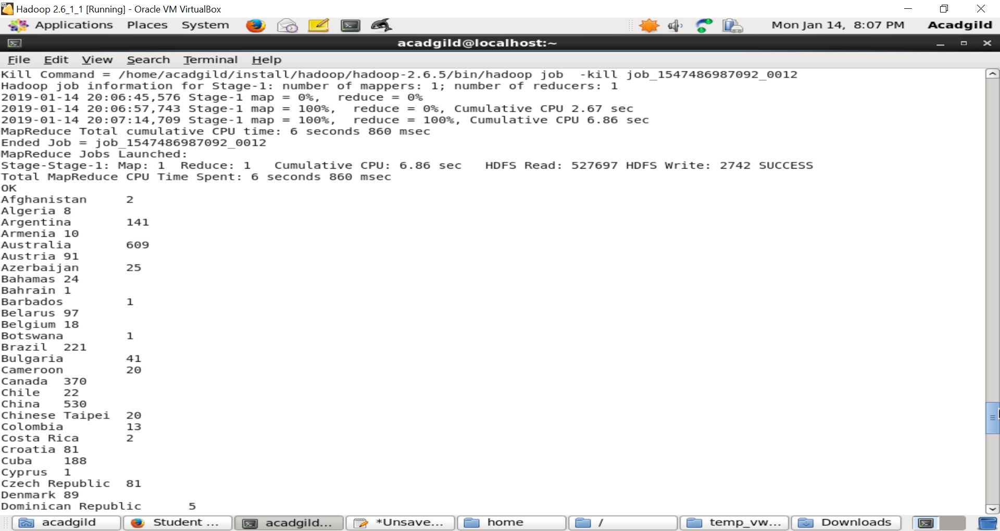 Hadoop 2.6_1_1 [Running] - Oracle VM VirtualBox
Applications Places System Mon Jan 14, 8:07 PM Acadgild
acadgild@localhost:~
File Edit View Search Terminal Help
Kill Command = /home/acadgild/install/hadoop/hadoop-2.6.5/bin/hadoop job  -kill job_1547486987092_0012
Hadoop job information for Stage-1: number of mappers: 1; number of reducers: 1
2019-01-14 20:06:45,576 Stage-1 map = 0%,  reduce = 0%
2019-01-14 20:06:57,743 Stage-1 map = 100%,  reduce = 0%, Cumulative CPU 2.67 sec
2019-01-14 20:07:14,709 Stage-1 map = 100%,  reduce = 100%, Cumulative CPU 6.86 sec
MapReduce Total cumulative CPU time: 6 seconds 860 msec
Ended Job = job_1547486987092_0012
MapReduce Jobs Launched:
Stage-Stage-1: Map: 1  Reduce: 1   Cumulative CPU: 6.86 sec   HDFS Read: 527697 HDFS Write: 2742 SUCCESS
Total MapReduce CPU Time Spent: 6 seconds 860 msec
OK
Afghanistan     2
Algeria 8
Argentina       141
Armenia 10
Australia       609
Austria 91
Azerbaijan      25
Bahamas 24
Bahrain 1
Barbados        1
Belarus 97
Belgium 18
Botswana        1
Brazil  221
Bulgaria        41
Cameroon        20
Canada  370
Chile   22
China   530
Chinese Taipei  20
Colombia        13
Costa Rica      2
Croatia 81
Cuba    188
Cyprus  1
Czech Republic  81
Denmark 89
Dominican Republic      5
acadgild Student ... acadgild... *Unsave... home / temp_vw... Downloads